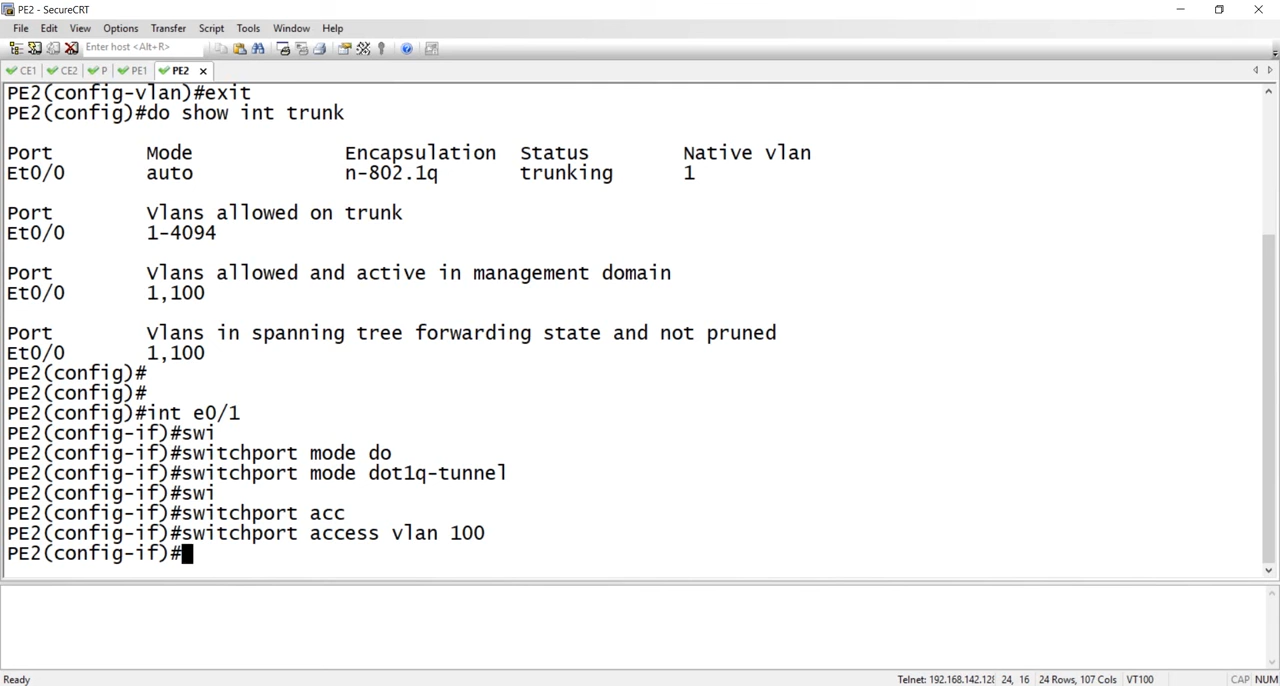 PE2 - SecureCRT
File Edit View Options Transfer Script Tools Window Help
Enter host <Alt+R>
CE1 CE2 P PE1 PE2
PE2(config-vlan)#exit
PE2(config)#do show int trunk
Port Mode Encapsulation Status Native vlan
Et0/0 auto n-802.1q trunking 1
Port Vlans allowed on trunk
Et0/0 1-4094
Port Vlans allowed and active in management domain
Et0/0 1,100
Port Vlans in spanning tree forwarding state and not pruned
Et0/0 1,100
PE2(config)#
PE2(config)#
PE2(config)#int e0/1
PE2(config-if)#swi
PE2(config-if)#switchport mode do
PE2(config-if)#switchport mode dot1q-tunnel
PE2(config-if)#swi
PE2(config-if)#switchport acc
PE2(config-if)#switchport access vlan 100
PE2(config-if)#
Ready Telnet: 192.168.142.128 24, 16 24 Rows, 107 Cols VT100 CAP NUM